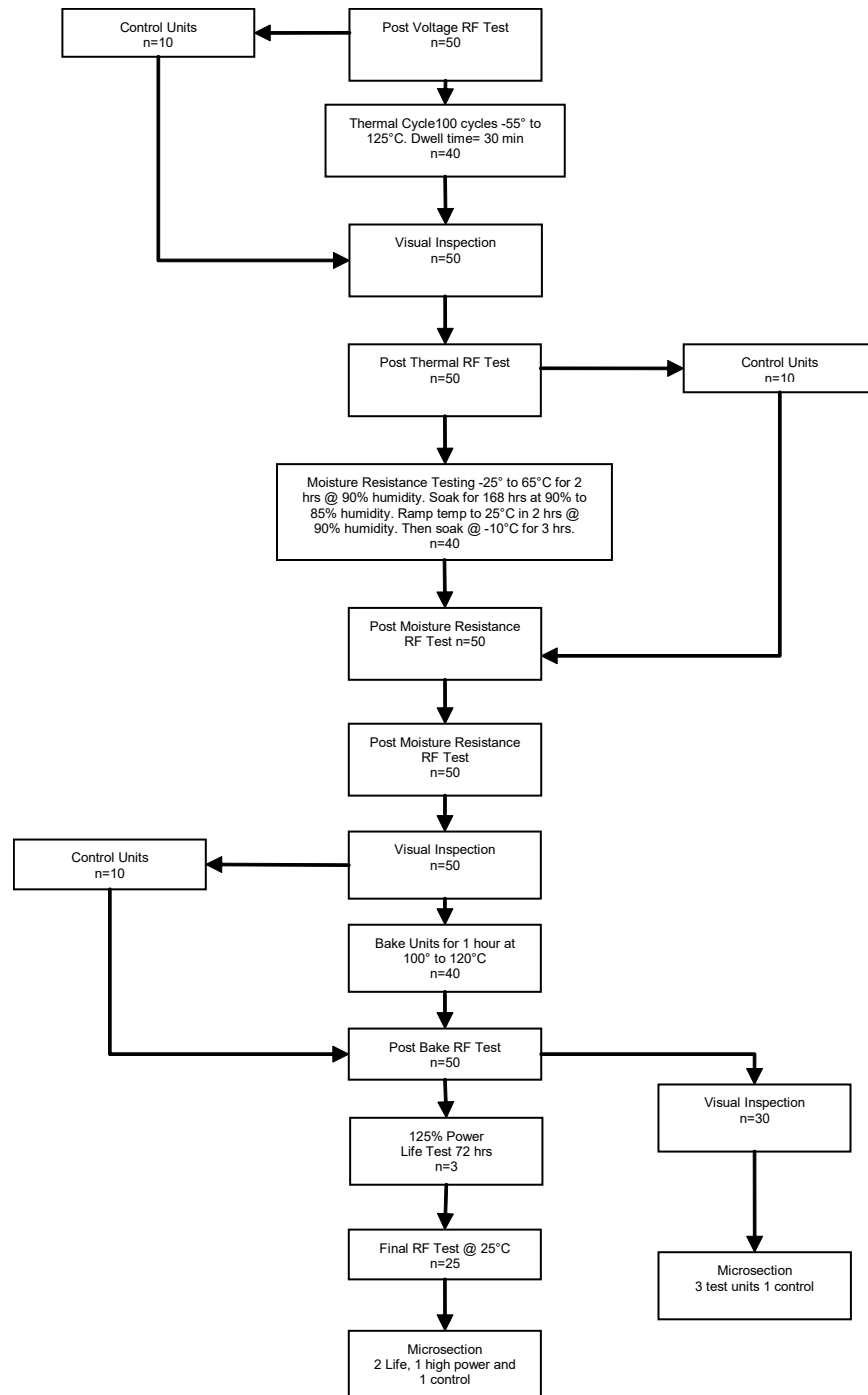 Control Units
n=10
Post Voltage RF Test
n=50
Thermal Cycle100 cycles -55° to
125°C. Dwell time= 30 min
n=40
Visual Inspection
n=50
Post Thermal RF Test
n=50
Control Units
n=10
Moisture Resistance Testing -25° to 65°C for 2
hrs @ 90% humidity. Soak for 168 hrs at 90% to
85% humidity. Ramp temp to 25°C in 2 hrs @
90% humidity. Then soak @ -10°C for 3 hrs.
n=40
Post Moisture Resistance
RF Test n=50
Post Moisture Resistance
RF Test
n=50
Visual Inspection
n=50
Control Units
n=10
Bake Units for 1 hour at
100° to 120°C
n=40
Post Bake RF Test
n=50
Visual Inspection
n=30
125% Power
Life Test 72 hrs
n=3
Final RF Test @ 25°C
n=25
Microsection
3 test units 1 control
Microsection
2 Life, 1 high power and
1 control